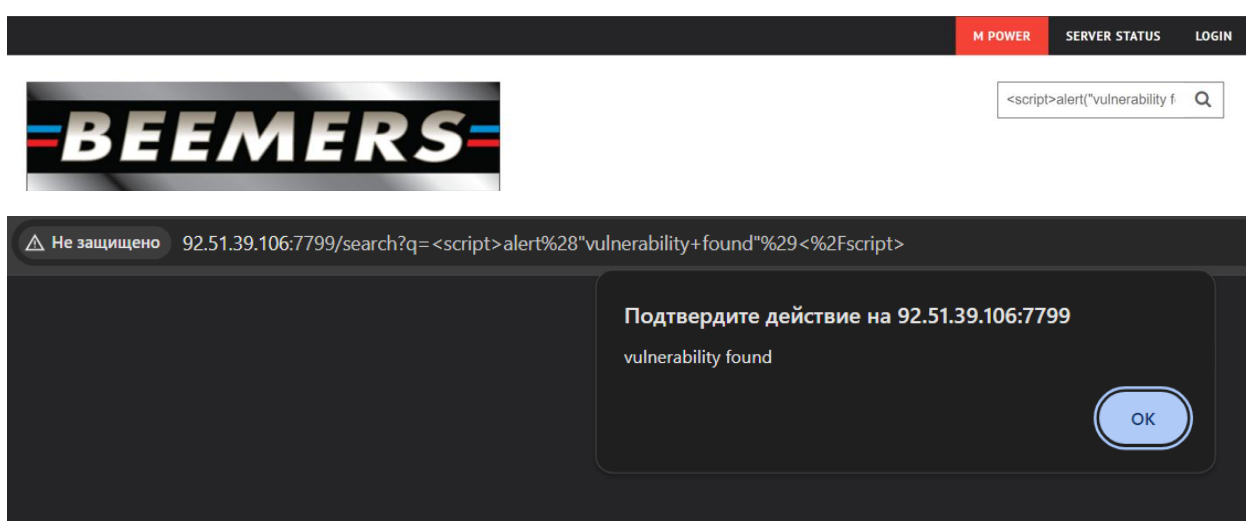 M POWER SERVER STATUS LOGIN
BEEMERS
<script>alert("vulnerability f
Не защищено 92.51.39.106:7799/search?q=<script>alert%28"vulnerability+found"%29<%2Fscript>
Подтвердите действие на 92.51.39.106:7799
vulnerability found
ОК